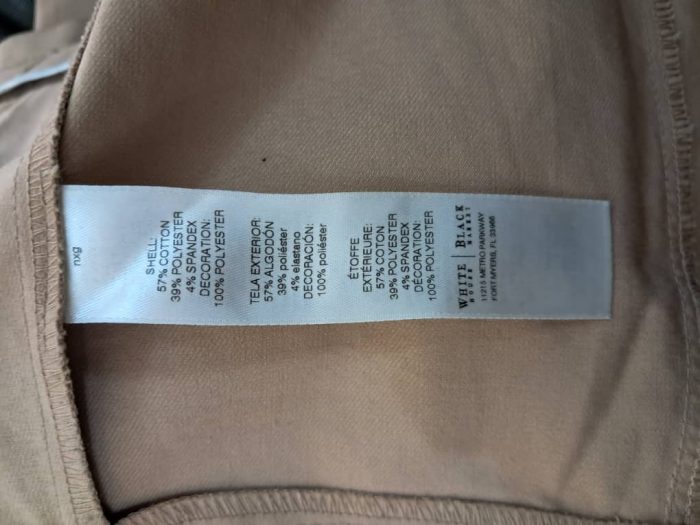 nxg
SHELL:
57% COTTON
39% POLYESTER
4% SPANDEX
DECORATION:
100% POLYESTER
TELA EXTERIOR:
57% ALGODÓN
39% poliéster
4% elastano
DECORACIÓN:
100% poliéster
ÉTOFFE
EXTÉRIEURE:
57% COTON
39% POLYESTER
4% SPANDEX
DÉCORATION:
100% POLYESTER
WHITE | BLACK
HOUSE | MARKET
11215 METRO PARKWAY
FORT MYERS, FL 33966